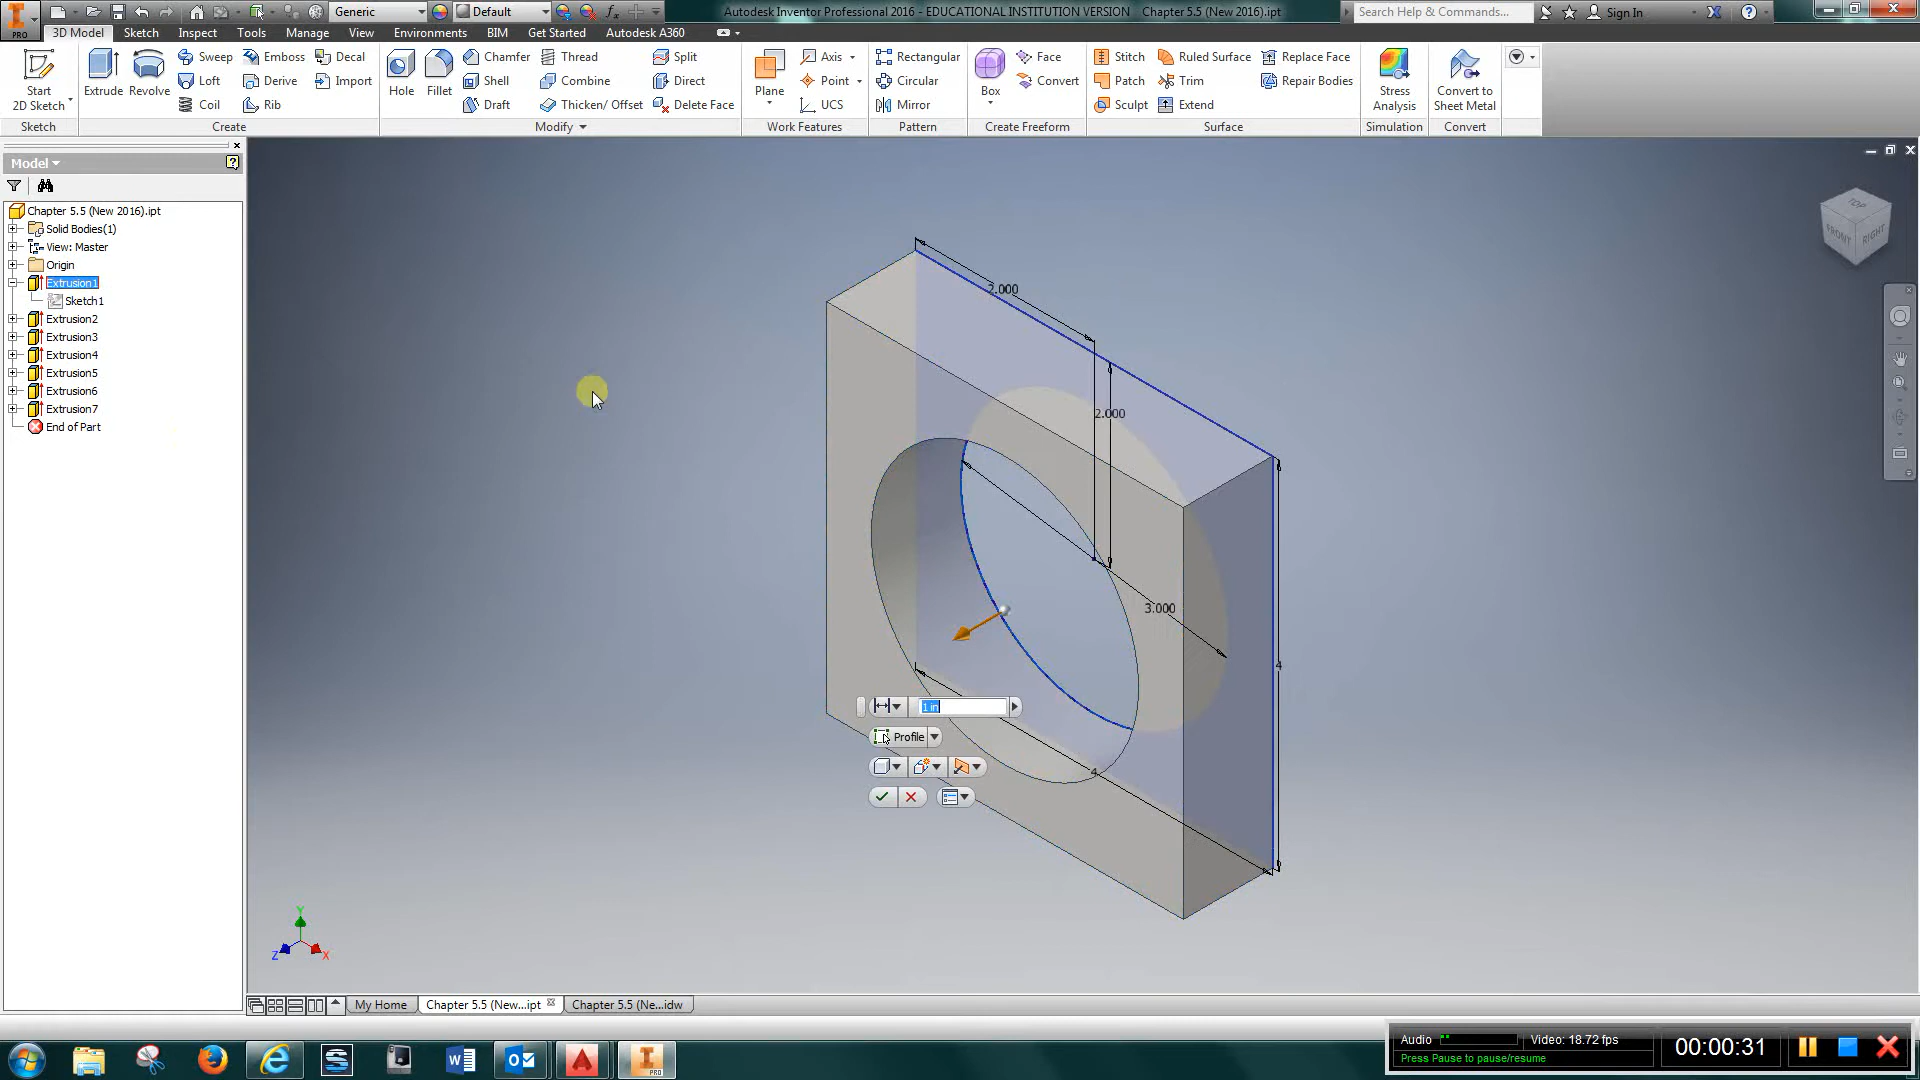 Generic
Default
Autodesk Inventor Professional 2016 - EDUCATIONAL INSTITUTION VERSION Chapter 5.5 (New 2016).ipt
Search Help & Commands...
Sign In
PRO
3D Model Sketch Inspect Tools Manage View Environments BIM Get Started Autodesk A360
Start
2D Sketch
Extrude
Revolve
Sweep
Loft
Coil
Emboss
Derive
Rib
Decal
Import
Hole
Fillet
Chamfer
Shell
Draft
Thread
Combine
Thicken/ Offset
Split
Direct
Delete Face
Plane
Axis
Point
UCS
Rectangular
Circular
Mirror
Box
Face
Convert
Stitch
Patch
Sculpt
Ruled Surface
Trim
Extend
Replace Face
Repair Bodies
Stress
Analysis
Convert to
Sheet Metal
Sketch Create Modify Work Features Pattern Create Freeform Surface Simulation Convert
Model
Chapter 5.5 (New 2016).ipt
Solid Bodies(1)
View: Master
Origin
Extrusion1
Sketch1
Extrusion2
Extrusion3
Extrusion4
Extrusion5
Extrusion6
Extrusion7
End of Part
TOP
FRONT
RIGHT
2.000
2.000
3.000
4
4
1 in
Profile
Y
Z
X
My Home
Chapter 5.5 (New...ipt
Chapter 5.5 (Ne...idw
Audio
Video: 18.72 fps
Press Pause to pause/resume
00:00:31
PRO